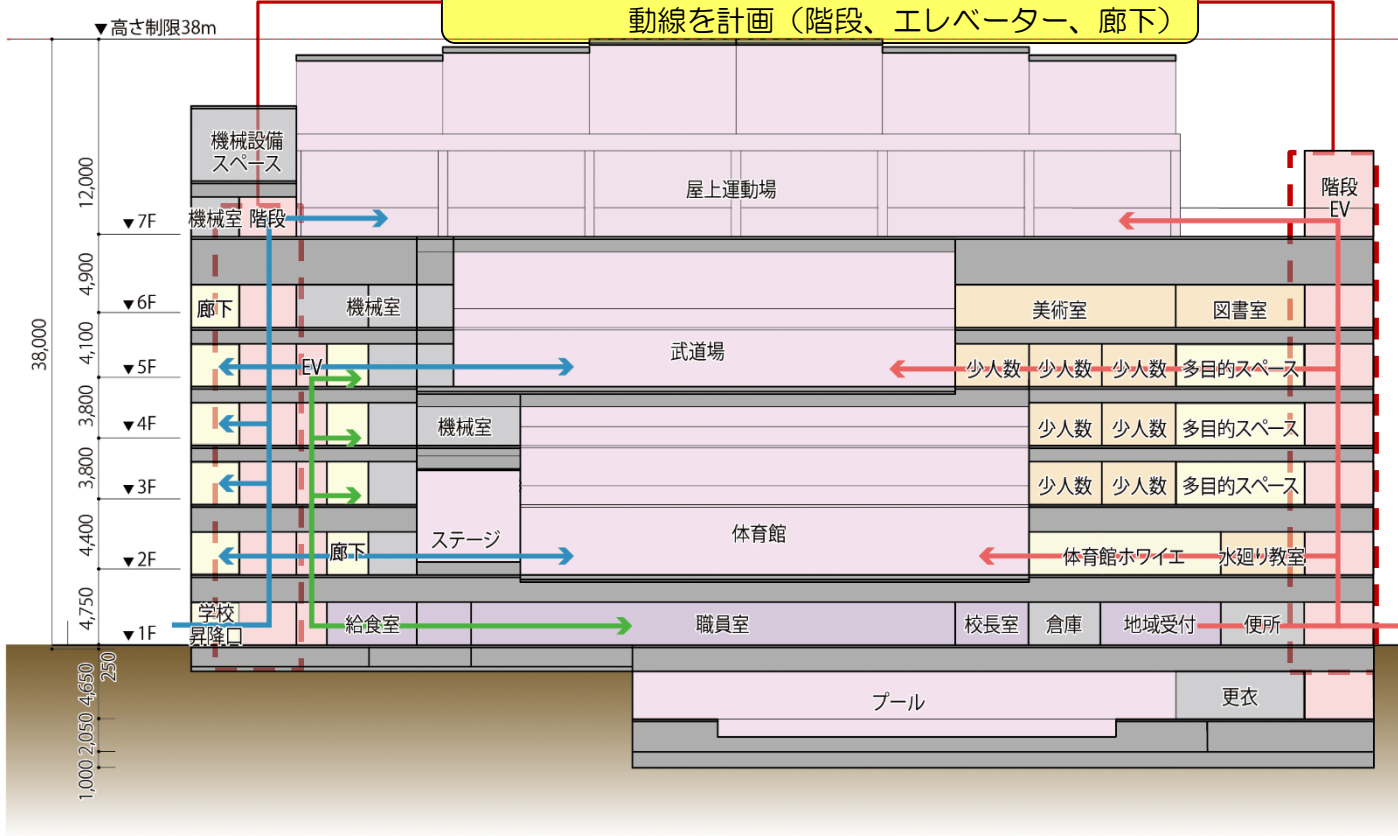 動線を計画（階段、エレベーター、廊下）
▼高さ制限38m
機械設備
スペース
屋上運動場
階段
EV
機械室
階段
▼7F
12,000
廊下
機械室
美術室
図書室
▼6F
4,900
武道場
EV
少人数
少人数
少人数
多目的スペース
▼5F
4,100
38,000
機械室
少人数
少人数
多目的スペース
▼4F
3,800
少人数
少人数
多目的スペース
▼3F
3,800
廊下
ステージ
体育館
体育館ホワイエ
水廻り教室
▼2F
4,400
学校
昇降口
給食室
職員室
校長室
倉庫
地域受付
便所
▼1F
4,750
250
4,650
プール
更衣
2,050
1,000